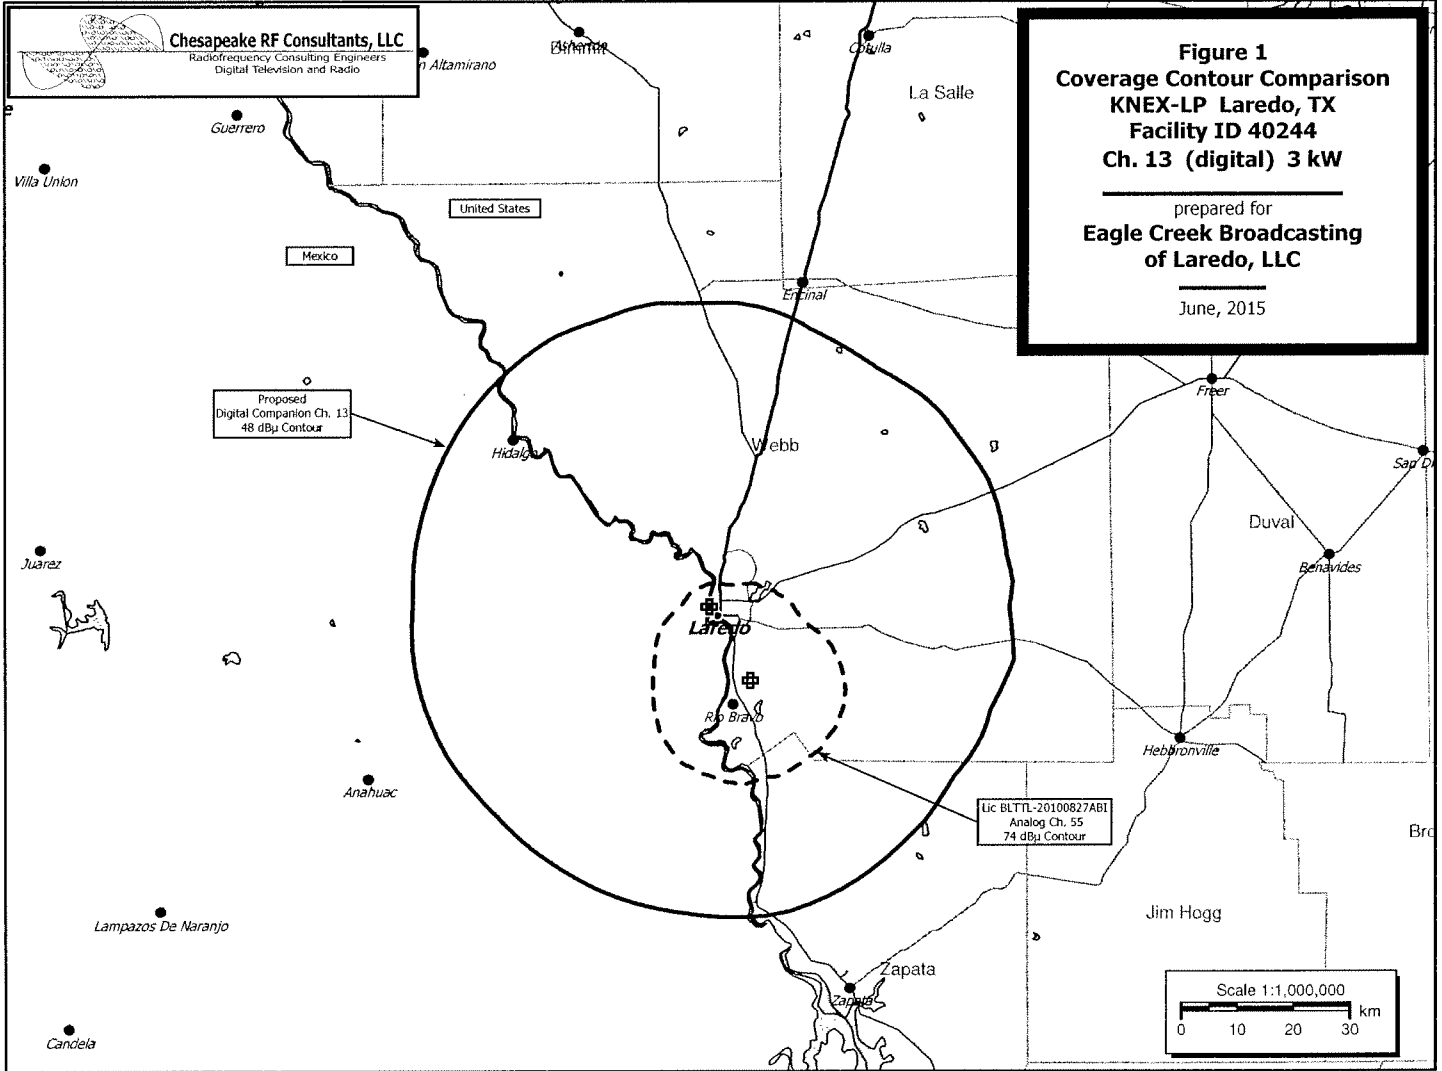 Chesapeake RF Consultants, LLC
Radiofrequency Consulting Engineers
Digital Television and Radio
Figure 1
Coverage Contour Comparison
KNEX-LP Laredo, TX
Facility ID 40244
Ch. 13 (digital) 3 kW
prepared for
Eagle Creek Broadcasting
of Laredo, LLC
June, 2015
Cotulla
n Altamirano
La Salle
Guerrero
Villa Union
United States
Mexico
Encinal
Freer
Proposed
Digital Companion Ch. 13
48 dBµ Contour
Hidalgo
Webb
San Di
Duval
Juarez
Benavides
Laredo
Rio Bravo
Hebbronville
Anahuac
Lic BLTTL-20100827ABI
Analog Ch. 55
74 dBµ Contour
Bro
Jim Hogg
Lampazos De Naranjo
Zapata
Zapata
Candela
Scale 1:1,000,000
km
0 10 20 30